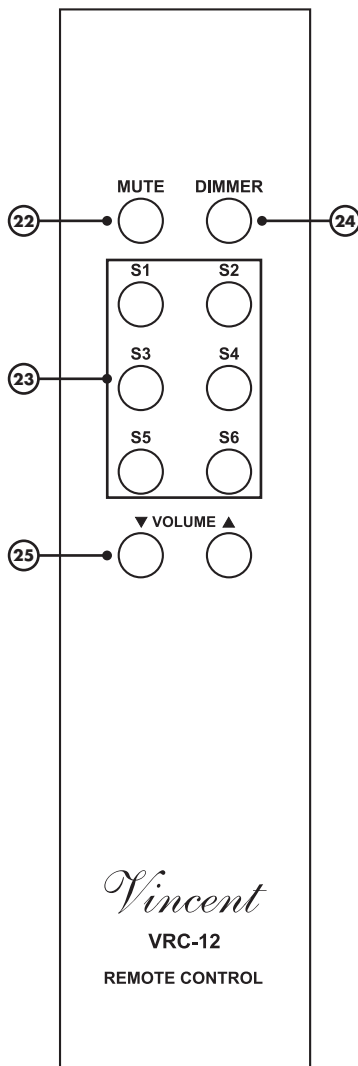 MUTE DIMMER
22 24
S1 S2
S3 S4
23
S5 S6
▼ VOLUME ▲
25
Vincent
VRC-12
REMOTE CONTROL